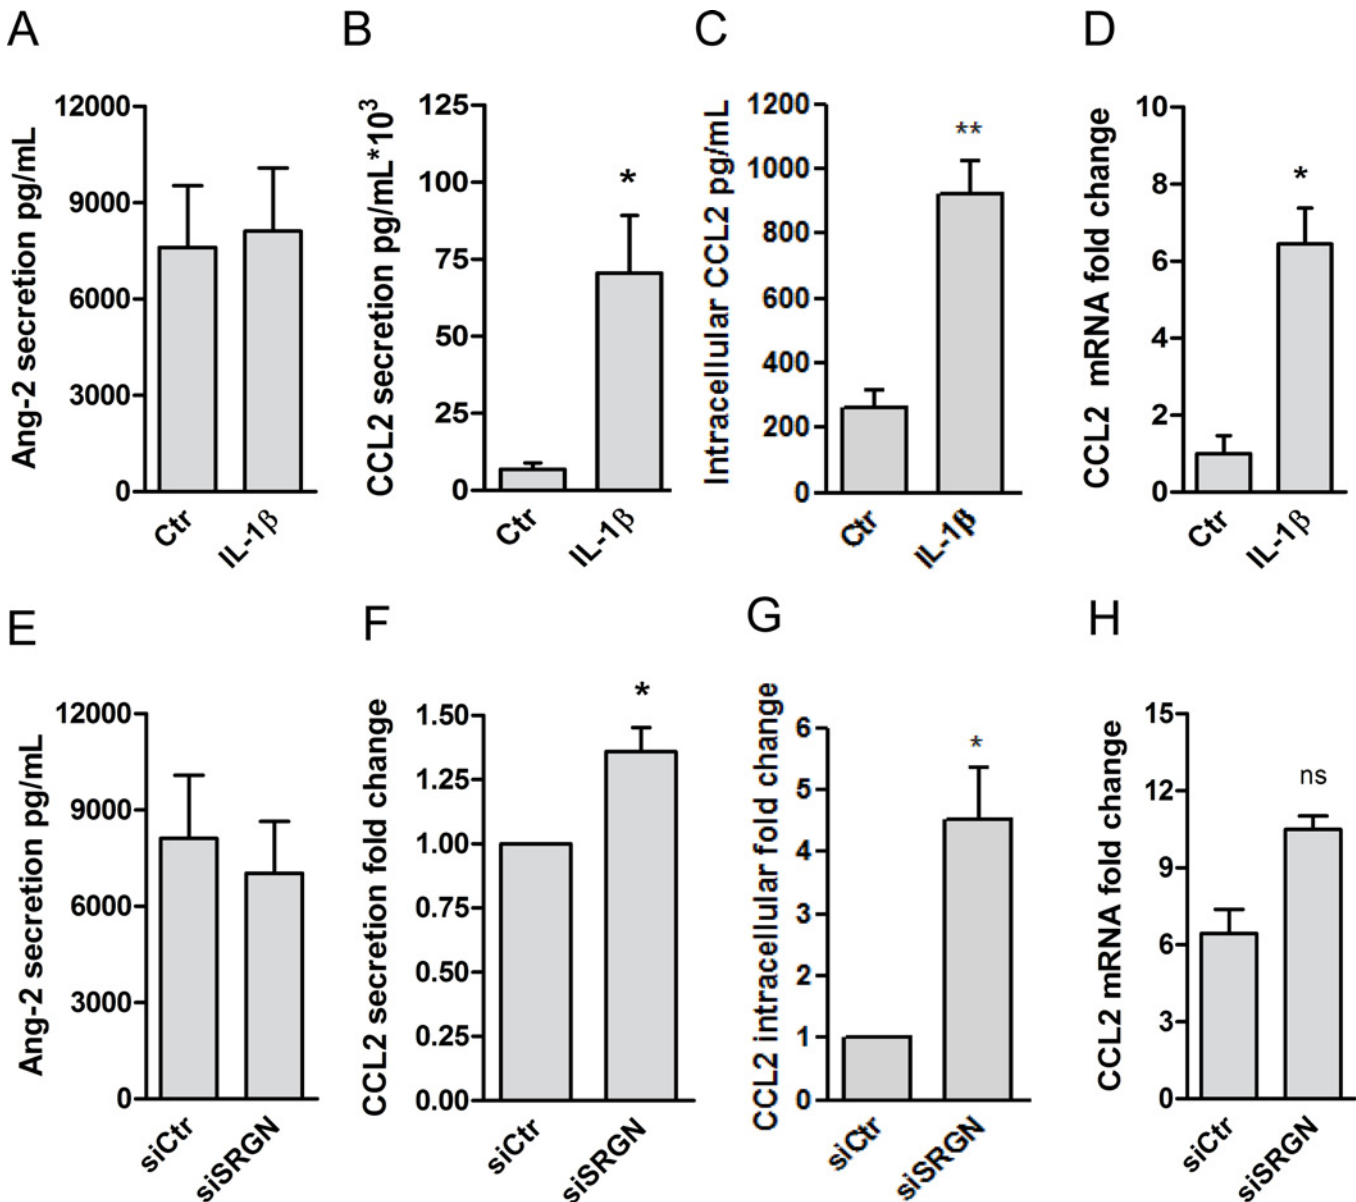 A
Ang-2 secretion pg/mL
12000
9000
6000
3000
0
Ctr
IL-1β
B
CCL2 secretion pg/mL*10³
125
100
75
50
25
0
*
Ctr
IL-1β
C
Intracellular CCL2 pg/mL
1200
1000
800
600
400
200
0
**
Ctr
IL-1β
D
CCL2 mRNA fold change
10
8
6
4
2
0
*
Ctr
IL-1β
E
Ang-2 secretion pg/mL
12000
9000
6000
3000
0
siCtr
siSRGN
F
CCL2 secretion fold change
1.50
1.25
1.00
0.75
0.50
0.25
0.00
*
siCtr
siSRGN
G
CCL2 intracellular fold change
6
5
4
3
2
1
0
*
siCtr
siSRGN
H
CCL2 mRNA fold change
15
12
9
6
3
0
ns
siCtr
siSRGN